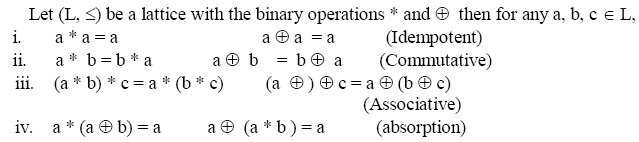 Let (L, ≤) be a lattice with the binary operations * and ⊕ then for any a, b, c ∈ L,
i. a * a = a a ⊕ a = a (Idempotent)
ii. a * b = b * a a ⊕ b = b ⊕ a (Commutative)
iii. (a * b) * c = a * (b * c) (a ⊕ ) ⊕ c = a ⊕ (b ⊕ c)
(Associative)
iv. a * (a ⊕ b) = a a ⊕ (a * b ) = a (absorption)